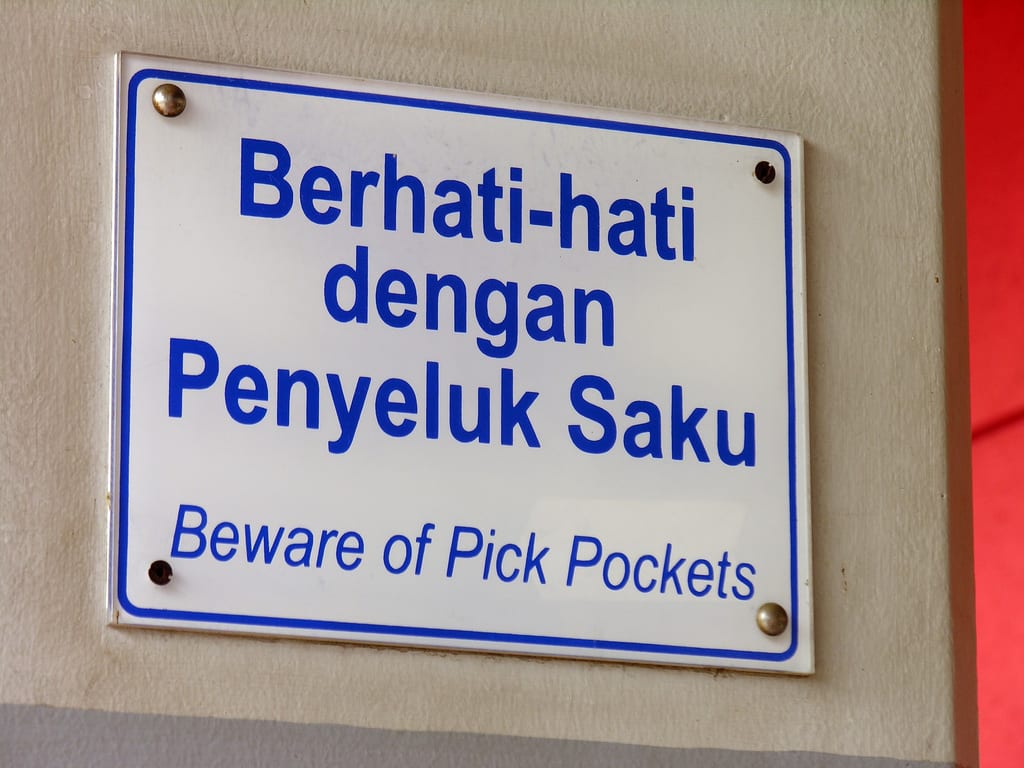 Berhati-hati
dengan
Penyeluk Saku
Beware of Pick Pockets